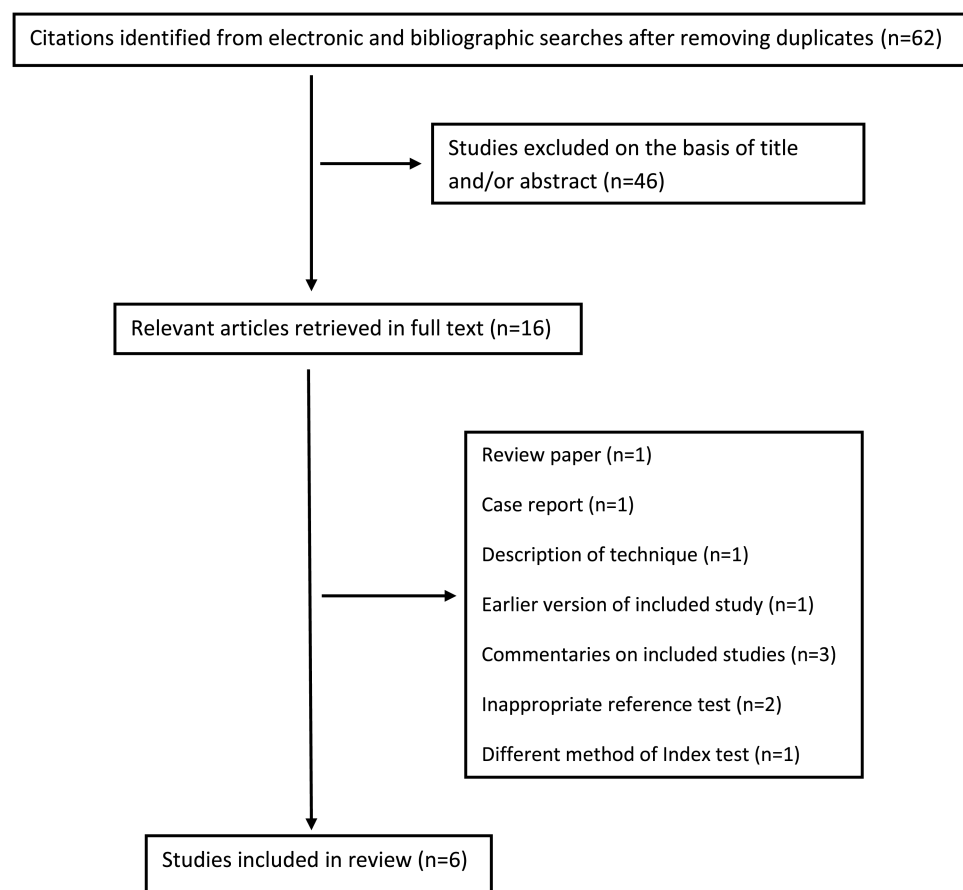 Citations identified from electronic and bibliographic searches after removing duplicates (n=62)
Studies excluded on the basis of title
and/or abstract (n=46)
Relevant articles retrieved in full text (n=16)
Review paper (n=1)
Case report (n=1)
Description of technique (n=1)
Earlier version of included study (n=1)
Commentaries on included studies (n=3)
Inappropriate reference test (n=2)
Different method of Index test (n=1)
Studies included in review (n=6)